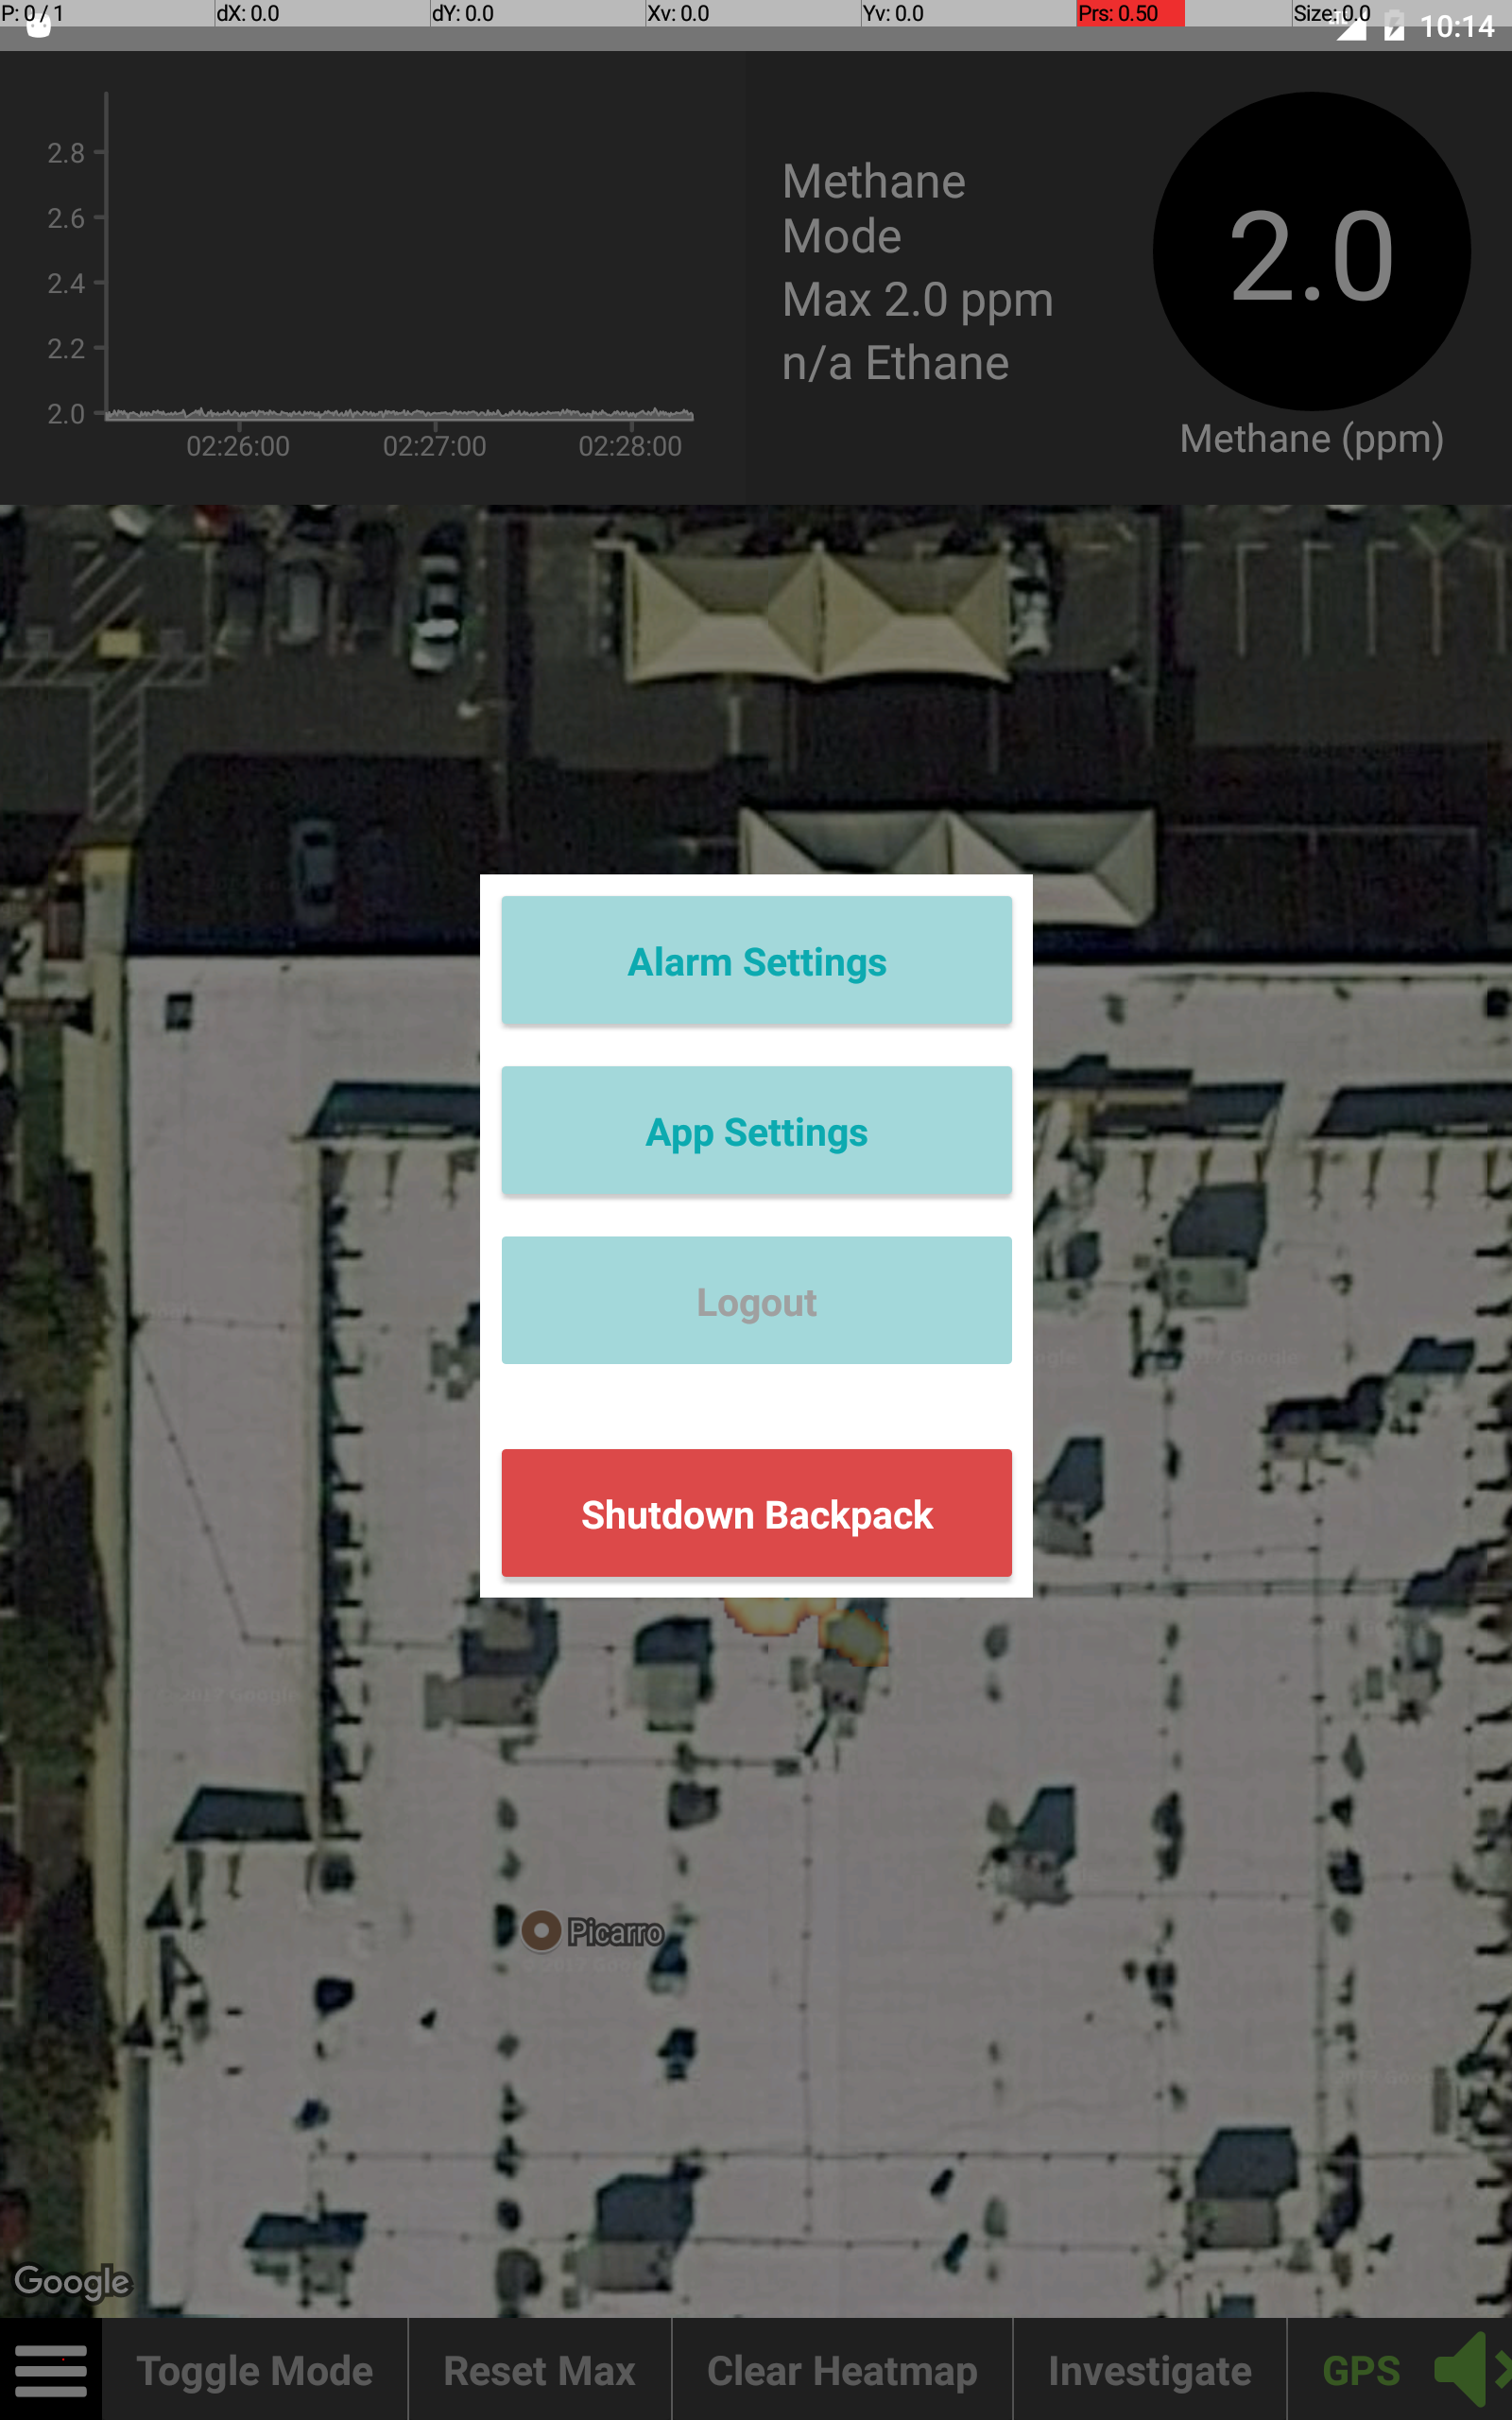 P: 0 / 1 dX: 0.0 dY: 0.0 Xv: 0.0 Yv: 0.0 Prs: 0.50 Size: 0.0
10:14
2.8
2.6
2.4
2.2
2.0
02:26:00 02:27:00 02:28:00
Methane
Mode
Max 2.0 ppm
n/a Ethane
2.0
Methane (ppm)
Alarm Settings
App Settings
Logout
Shutdown Backpack
© 2017 Google
Picarro
Google
Toggle Mode Reset Max Clear Heatmap Investigate GPS